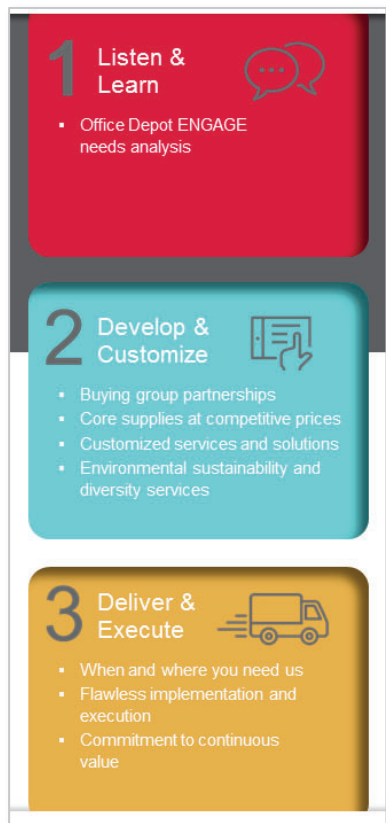 1
Listen &
Learn
▪ Office Depot ENGAGE
needs analysis
2
Develop &
Customize
▪ Buying group partnerships
▪ Core supplies at competitive prices
▪ Customized services and solutions
▪ Environmental sustainability and
diversity services
3
Deliver &
Execute
▪ When and where you need us
▪ Flawless implementation and
execution
▪ Commitment to continuous
value